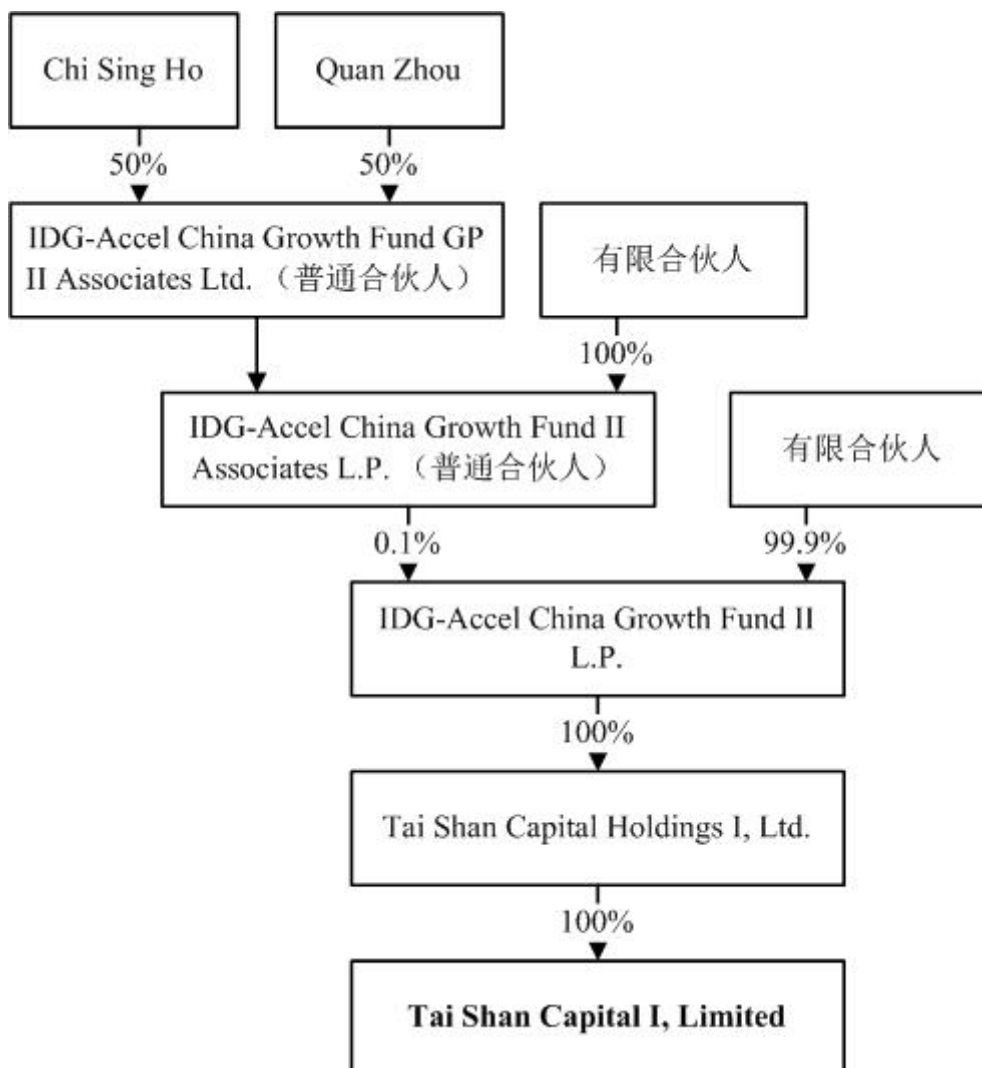 Chi Sing Ho
Quan Zhou
50%
50%
IDG-Accel China Growth Fund GP
II Associates Ltd. （普通合伙人）
有限合伙人
100%
IDG-Accel China Growth Fund II
Associates L.P. （普通合伙人）
有限合伙人
0.1%
99.9%
IDG-Accel China Growth Fund II
L.P.
100%
Tai Shan Capital Holdings I, Ltd.
100%
Tai Shan Capital I, Limited